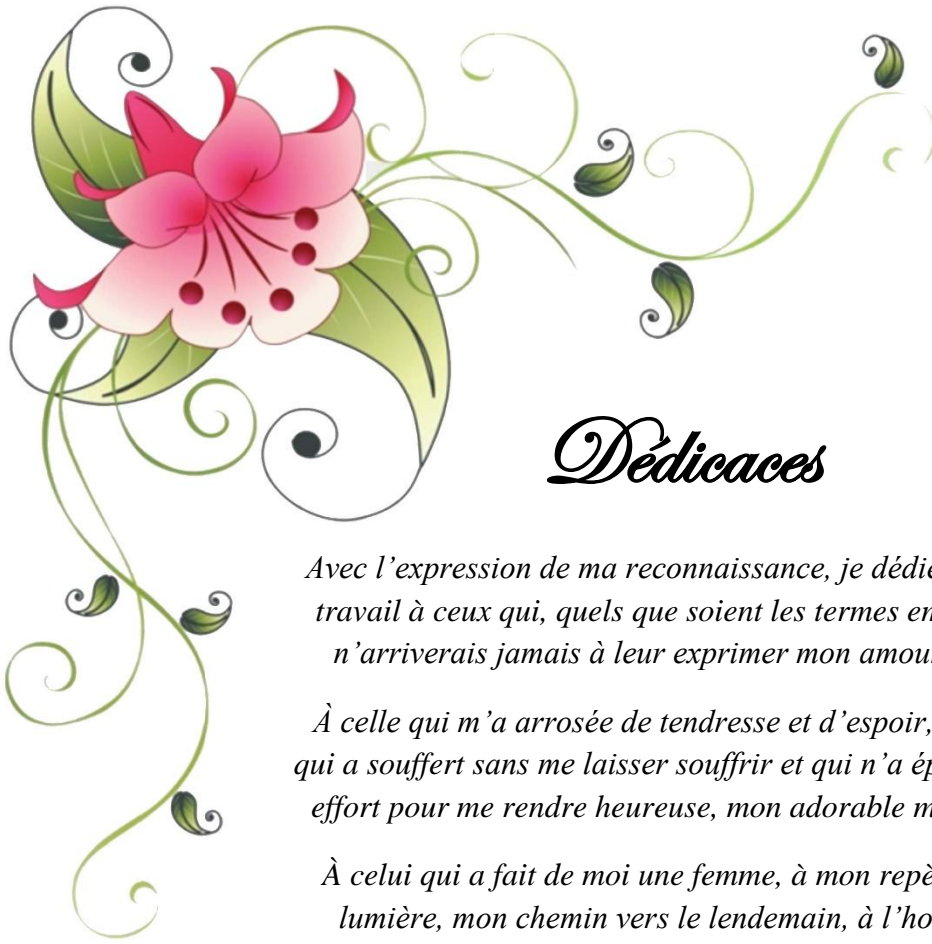 Dédicaces
Avec l’expression de ma reconnaissance, je dédie
travail à ceux qui, quels que soient les termes
n’arriverais jamais à leur exprimer mon
À celle qui m’a arrosée de tendresse et d’espoir,
qui a souffert sans me laisser souffrir et qui n’a
effort pour me rendre heureuse, mon adorable
À celui qui a fait de moi une femme, à mon
lumière, mon chemin vers le lendemain, à